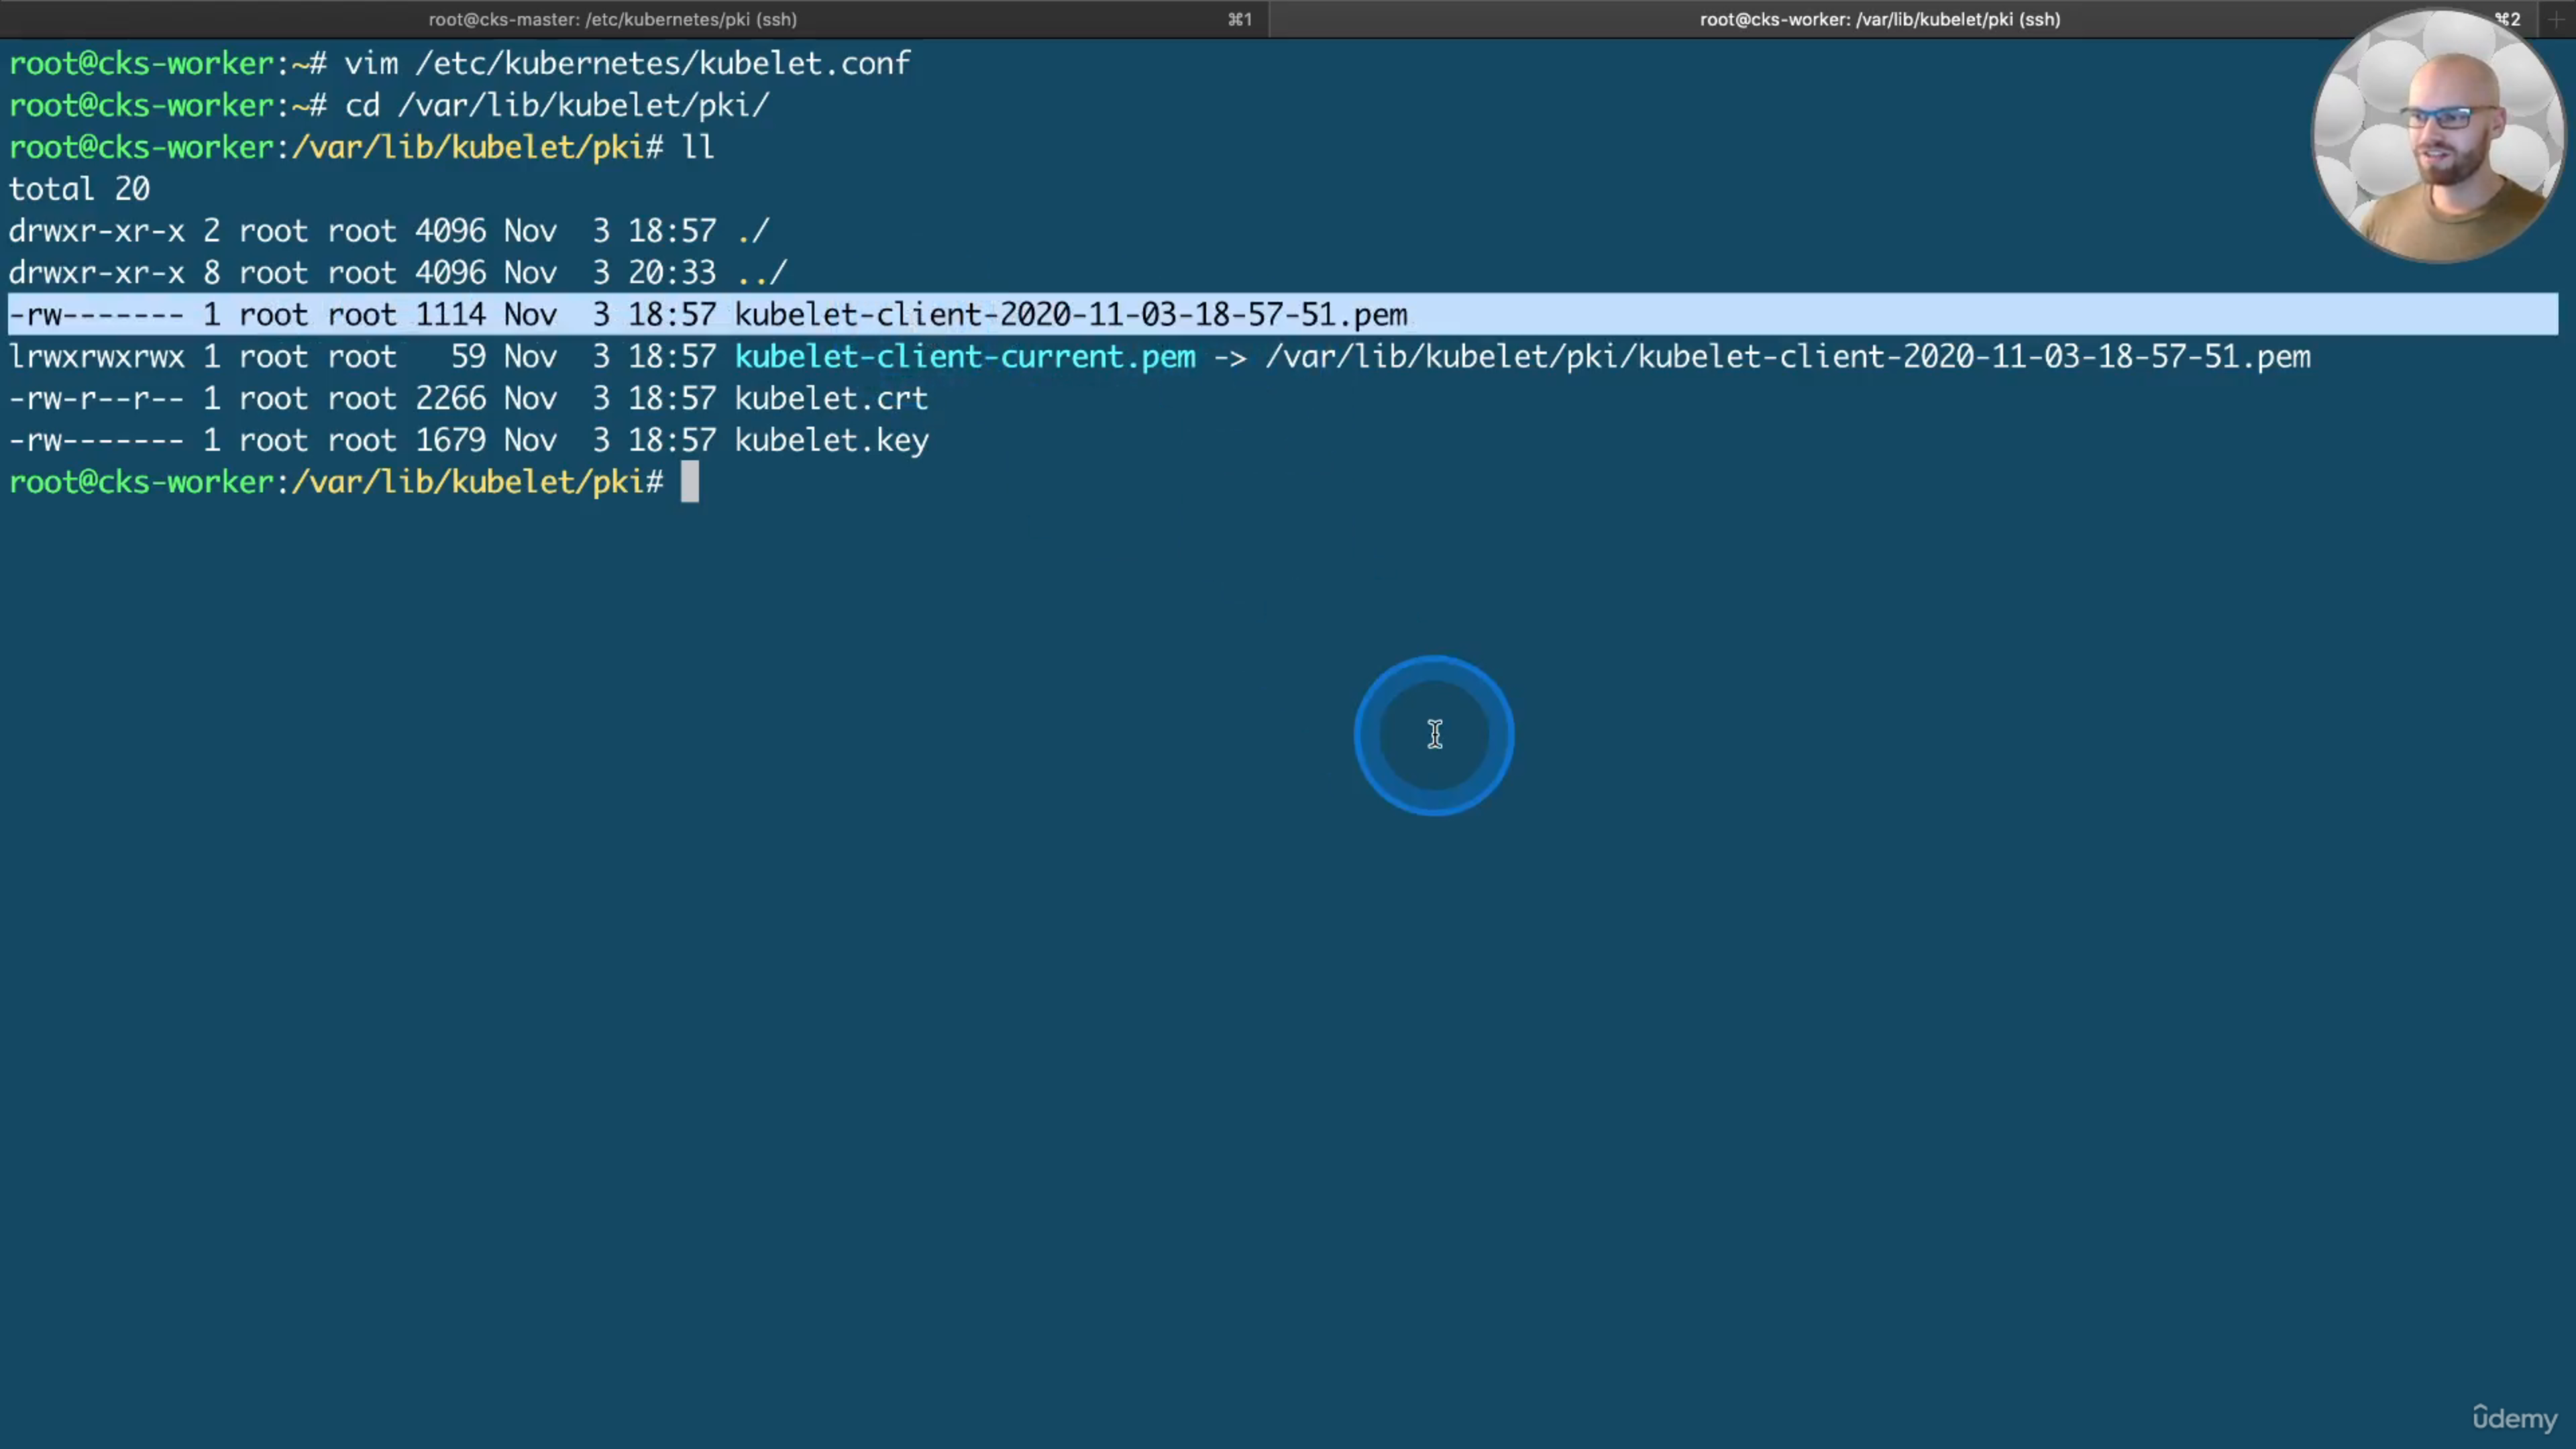 root@cks-master: /etc/kubernetes/pki (ssh) ⌘1 root@cks-worker: /var/lib/kubelet/pki (ssh) ⌘2 +
root@cks-worker:~# vim /etc/kubernetes/kubelet.conf
root@cks-worker:~# cd /var/lib/kubelet/pki/
root@cks-worker:/var/lib/kubelet/pki# ll
total 20
drwxr-xr-x 2 root root 4096 Nov  3 18:57 ./
drwxr-xr-x 8 root root 4096 Nov  3 20:33 ../
-rw------- 1 root root 1114 Nov  3 18:57 kubelet-client-2020-11-03-18-57-51.pem
lrwxrwxrwx 1 root root   59 Nov  3 18:57 kubelet-client-current.pem -> /var/lib/kubelet/pki/kubelet-client-2020-11-03-18-57-51.pem
-rw-r--r-- 1 root root 2266 Nov  3 18:57 kubelet.crt
-rw------- 1 root root 1679 Nov  3 18:57 kubelet.key
root@cks-worker:/var/lib/kubelet/pki#
ûdemy